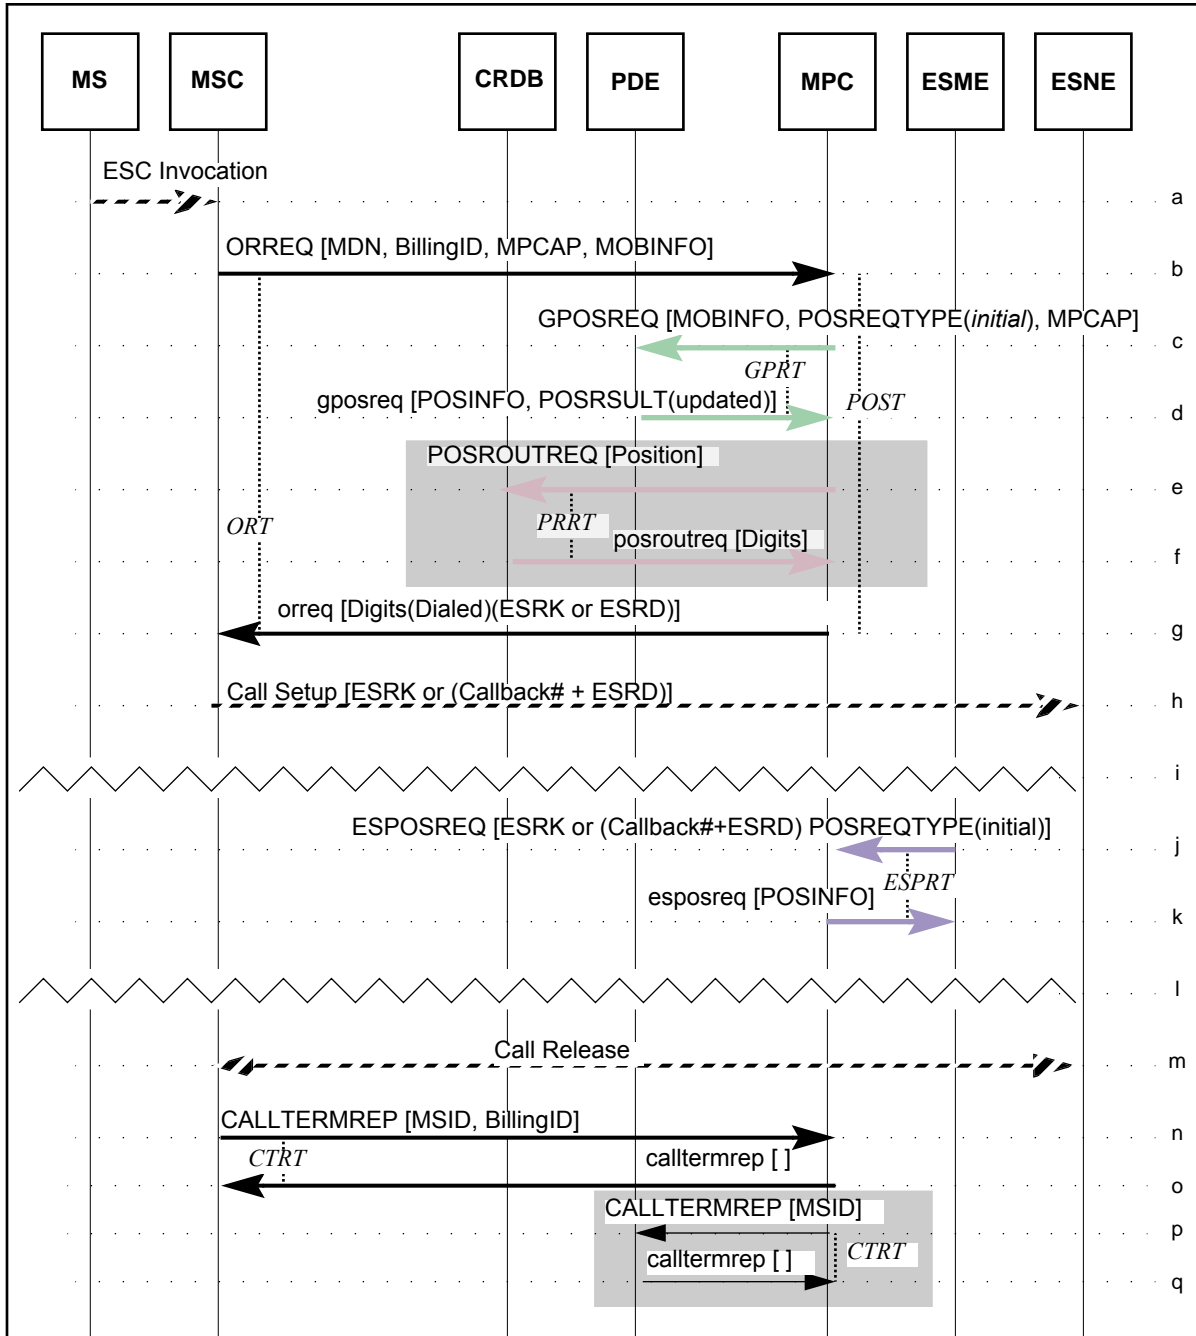 MS MSC CRDB PDE MPC ESME ESNE
ESC Invocation
a
ORREQ [MDN, BillingID, MPCAP, MOBINFO]
b
GPOSREQ [MOBINFO, POSREQTYPE(initial), MPCAP]
c
GPRT
gposreq [POSINFO, POSRSULT(updated)]
POST
d
POSROUTREQ [Position]
e
ORT
PRRT
posroutreq [Digits]
f
orreq [Digits(Dialed)(ESRK or ESRD)]
g
Call Setup [ESRK or (Callback# + ESRD)]
h
i
ESPOSREQ [ESRK or (Callback#+ESRD) POSREQTYPE(initial)]
j
ESPRT
esposreq [POSINFO]
k
l
Call Release
m
CALLTERMREP [MSID, BillingID]
n
CTRT
calltermrep [ ]
o
CALLTERMREP [MSID]
p
calltermrep [ ]
CTRT
q